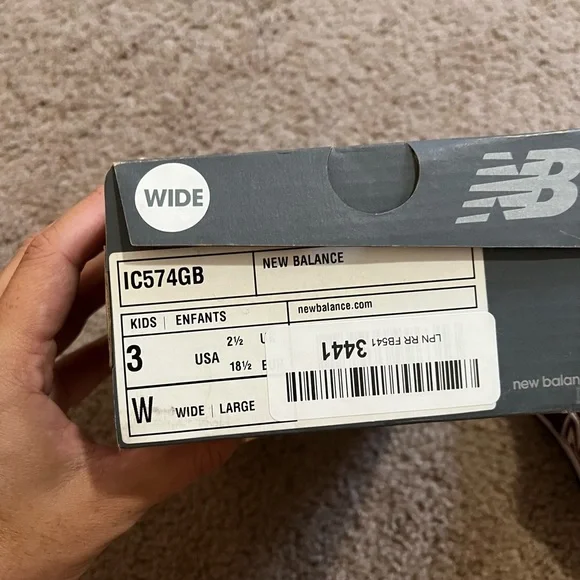 WIDE
NB
IC574GB
NEW BALANCE
KIDS | ENFANTS
newbalance.com
3 USA 2½
18½
W WIDE | LARGE
LPN RR FB541 3441
new balan